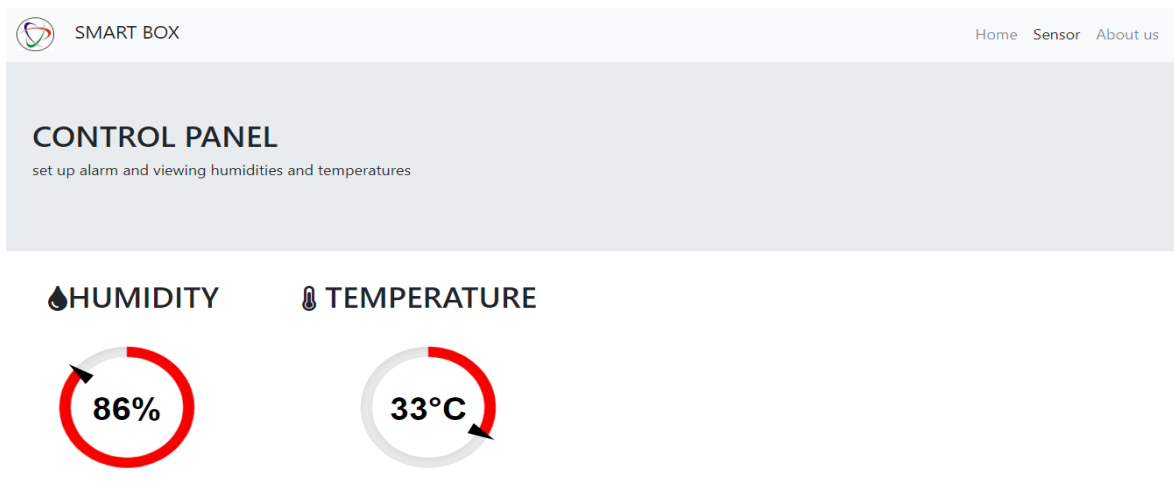 SMART BOX
Home Sensor About us
CONTROL PANEL
set up alarm and viewing humidities and temperatures
HUMIDITY
TEMPERATURE
86%
33°C